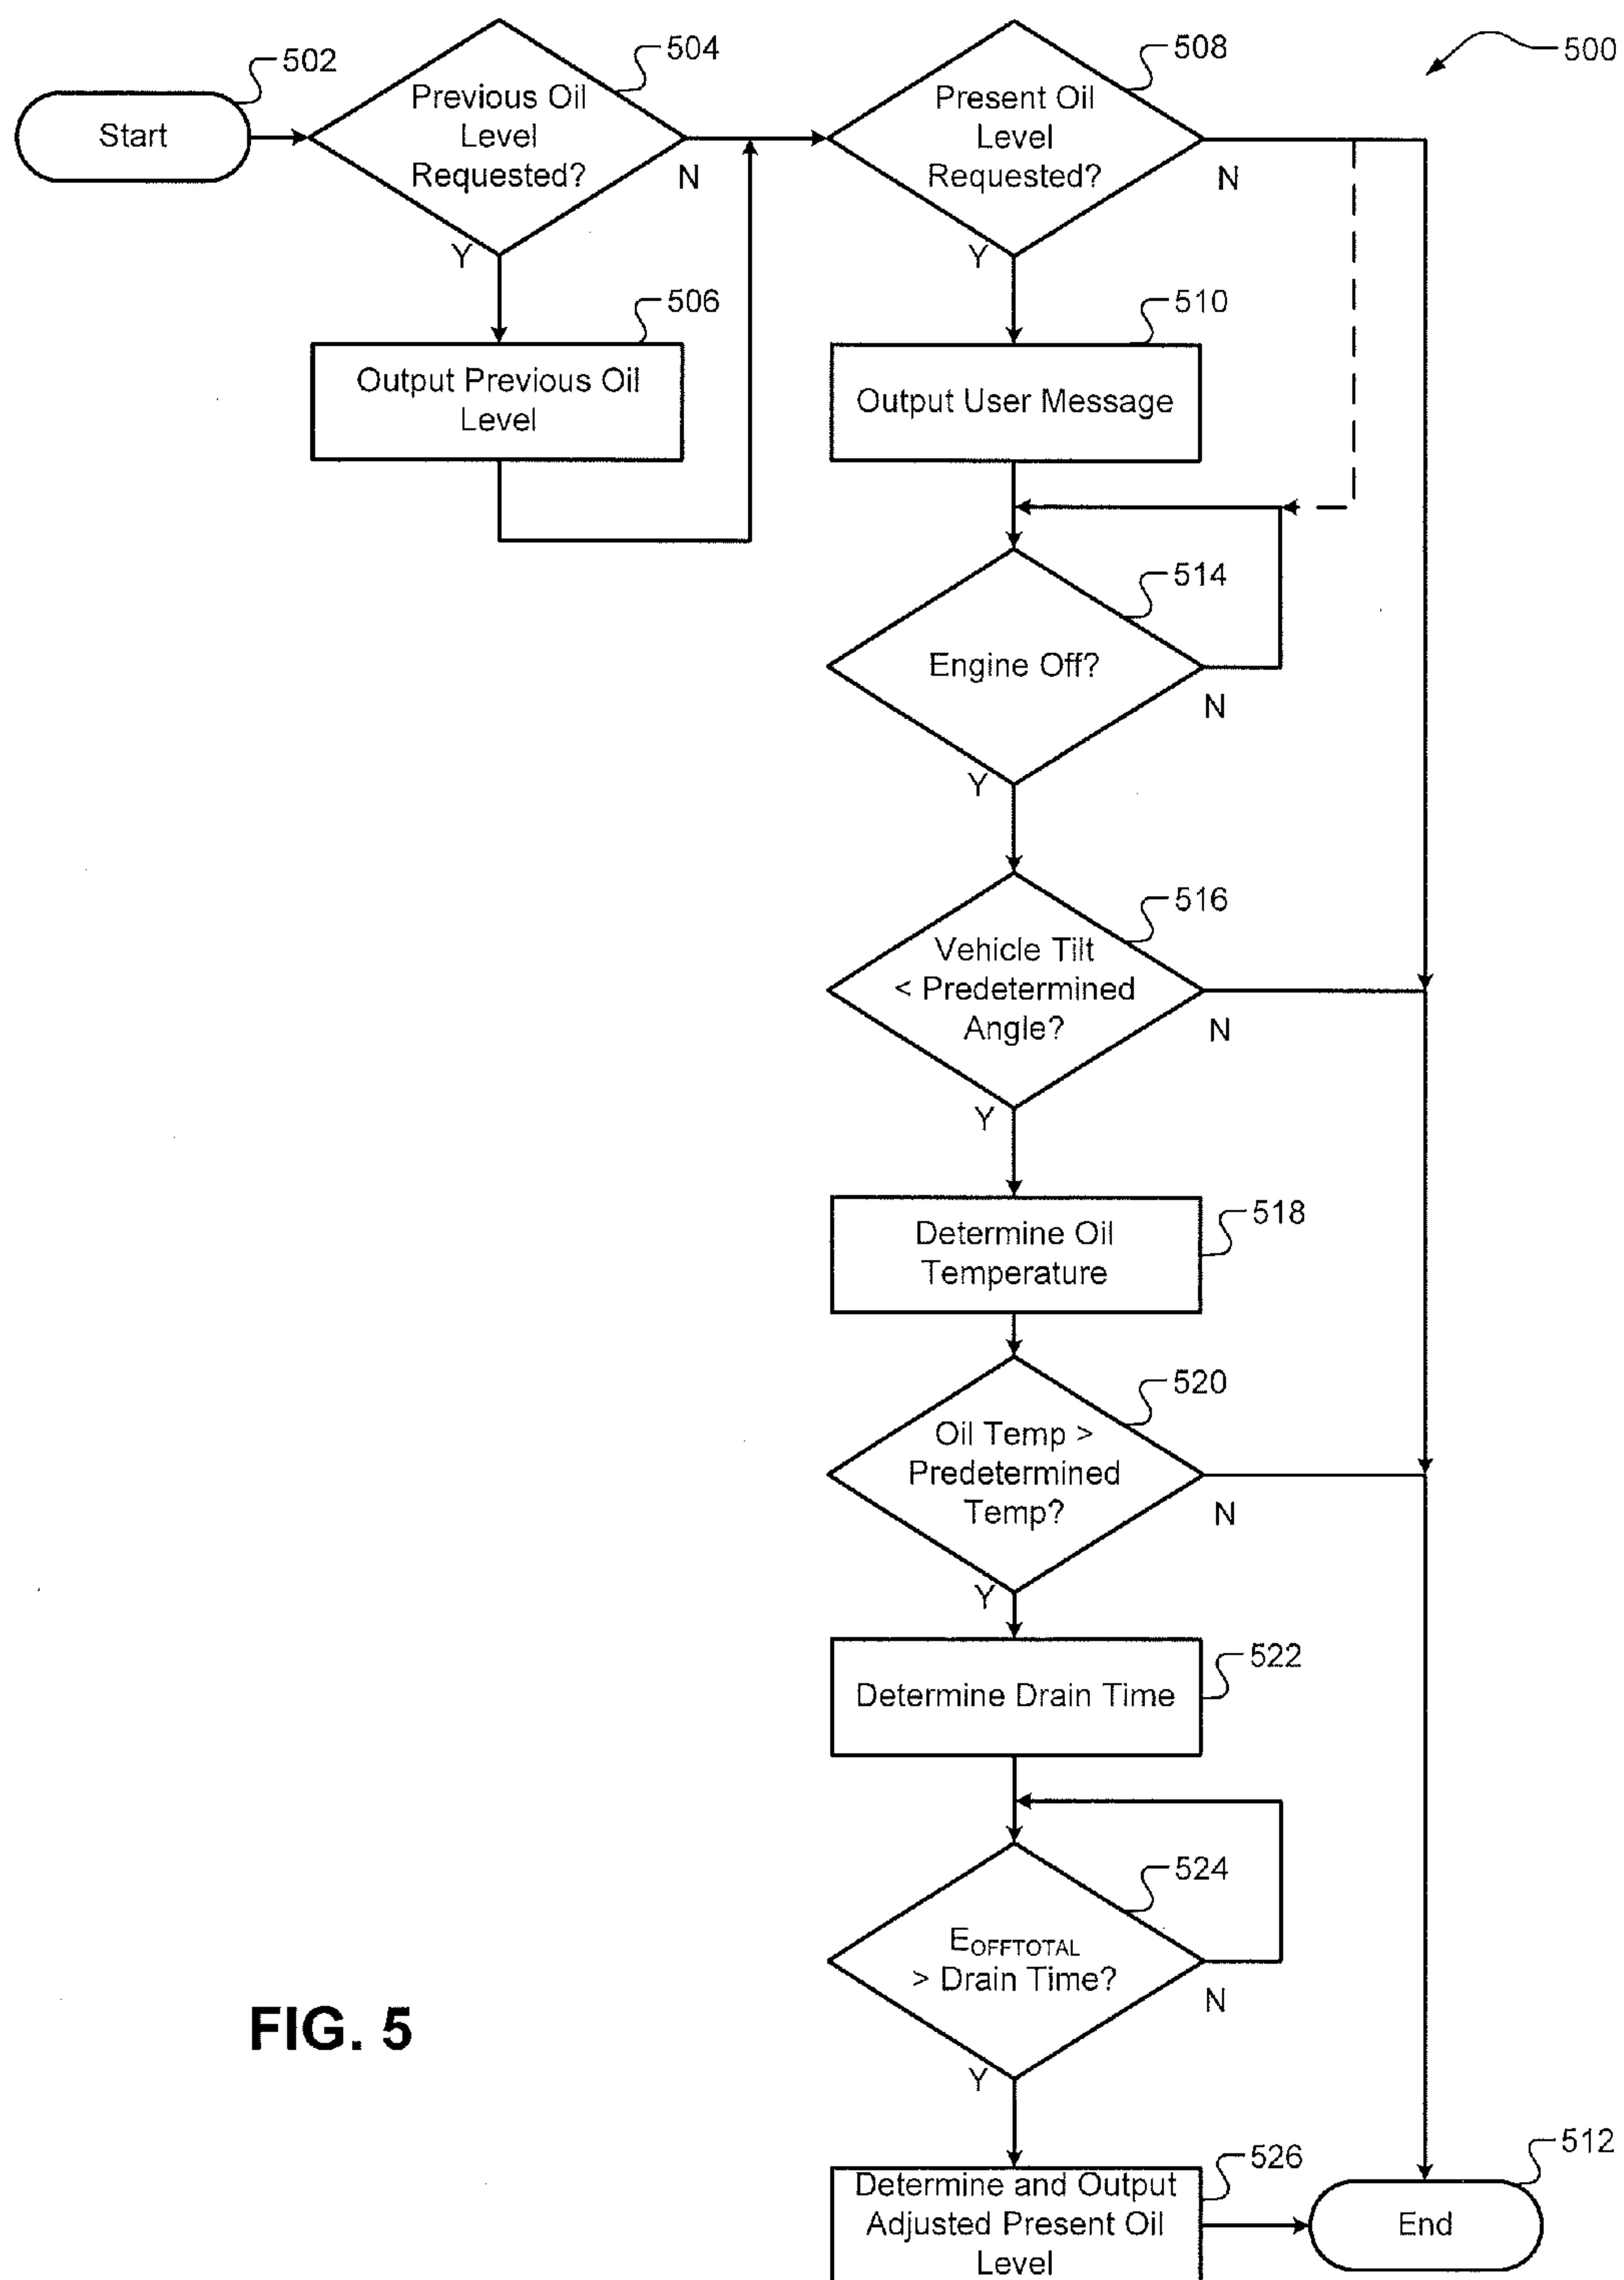 500
502
Start
504
Previous Oil
Level
Requested?
N
Y
506
Output Previous Oil
Level
508
Present Oil
Level
Requested?
N
Y
510
Output User Message
514
Engine Off?
N
Y
516
Vehicle Tilt
< Predetermined
Angle?
N
Y
518
Determine Oil
Temperature
520
Oil Temp >
Predetermined
Temp?
N
Y
522
Determine Drain Time
524
EOFFTOTAL
> Drain Time?
N
Y
526
Determine and Output
Adjusted Present Oil
Level
512
End
FIG. 5